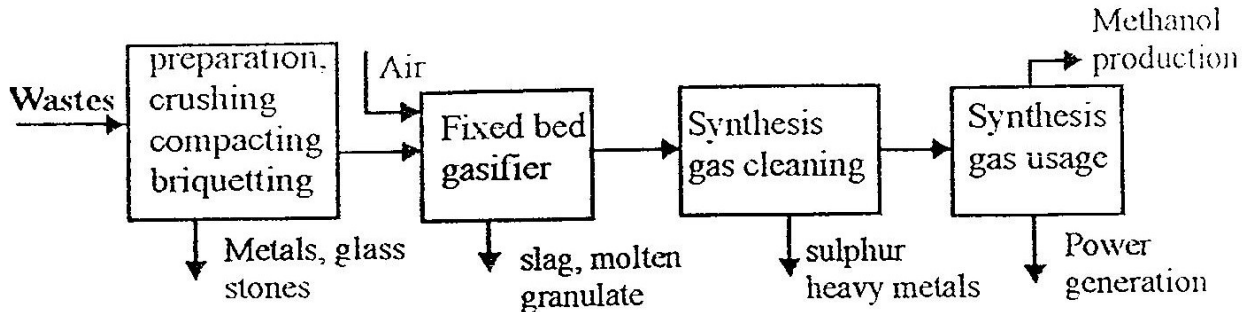 Wastes
preparation,
crushing
compacting
briquetting
Metals, glass
stones
Air
Fixed bed
gasifier
slag, molten
granulate
Synthesis
gas cleaning
sulphur
heavy metals
Synthesis
gas usage
Methanol
production
Power
generation